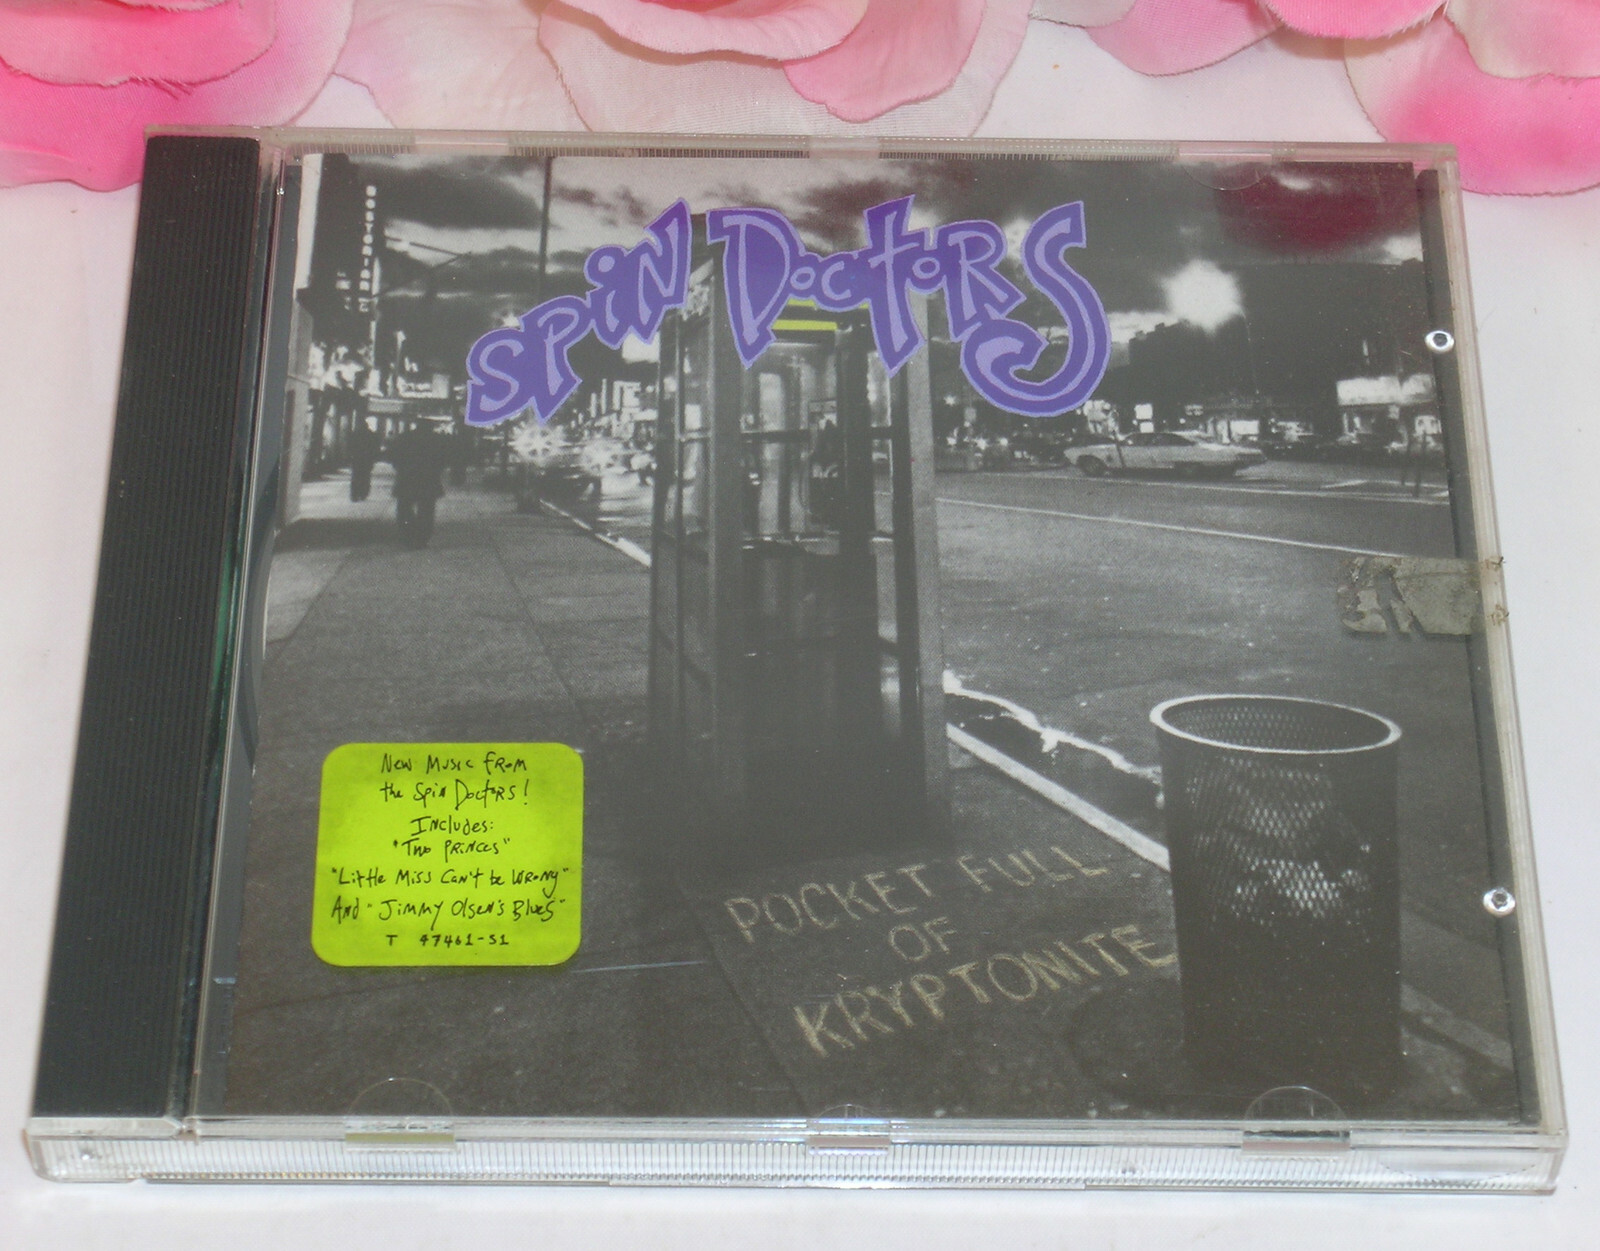 SPIN DOCTORS
New Music from
the Spin Doctors!
Includes:
"Two Princes"
"Little Miss Can't be Wrong"
And "Jimmy Olsen's Blues"
T 47461-S1
POCKET FULL
OF
KRYPTONITE